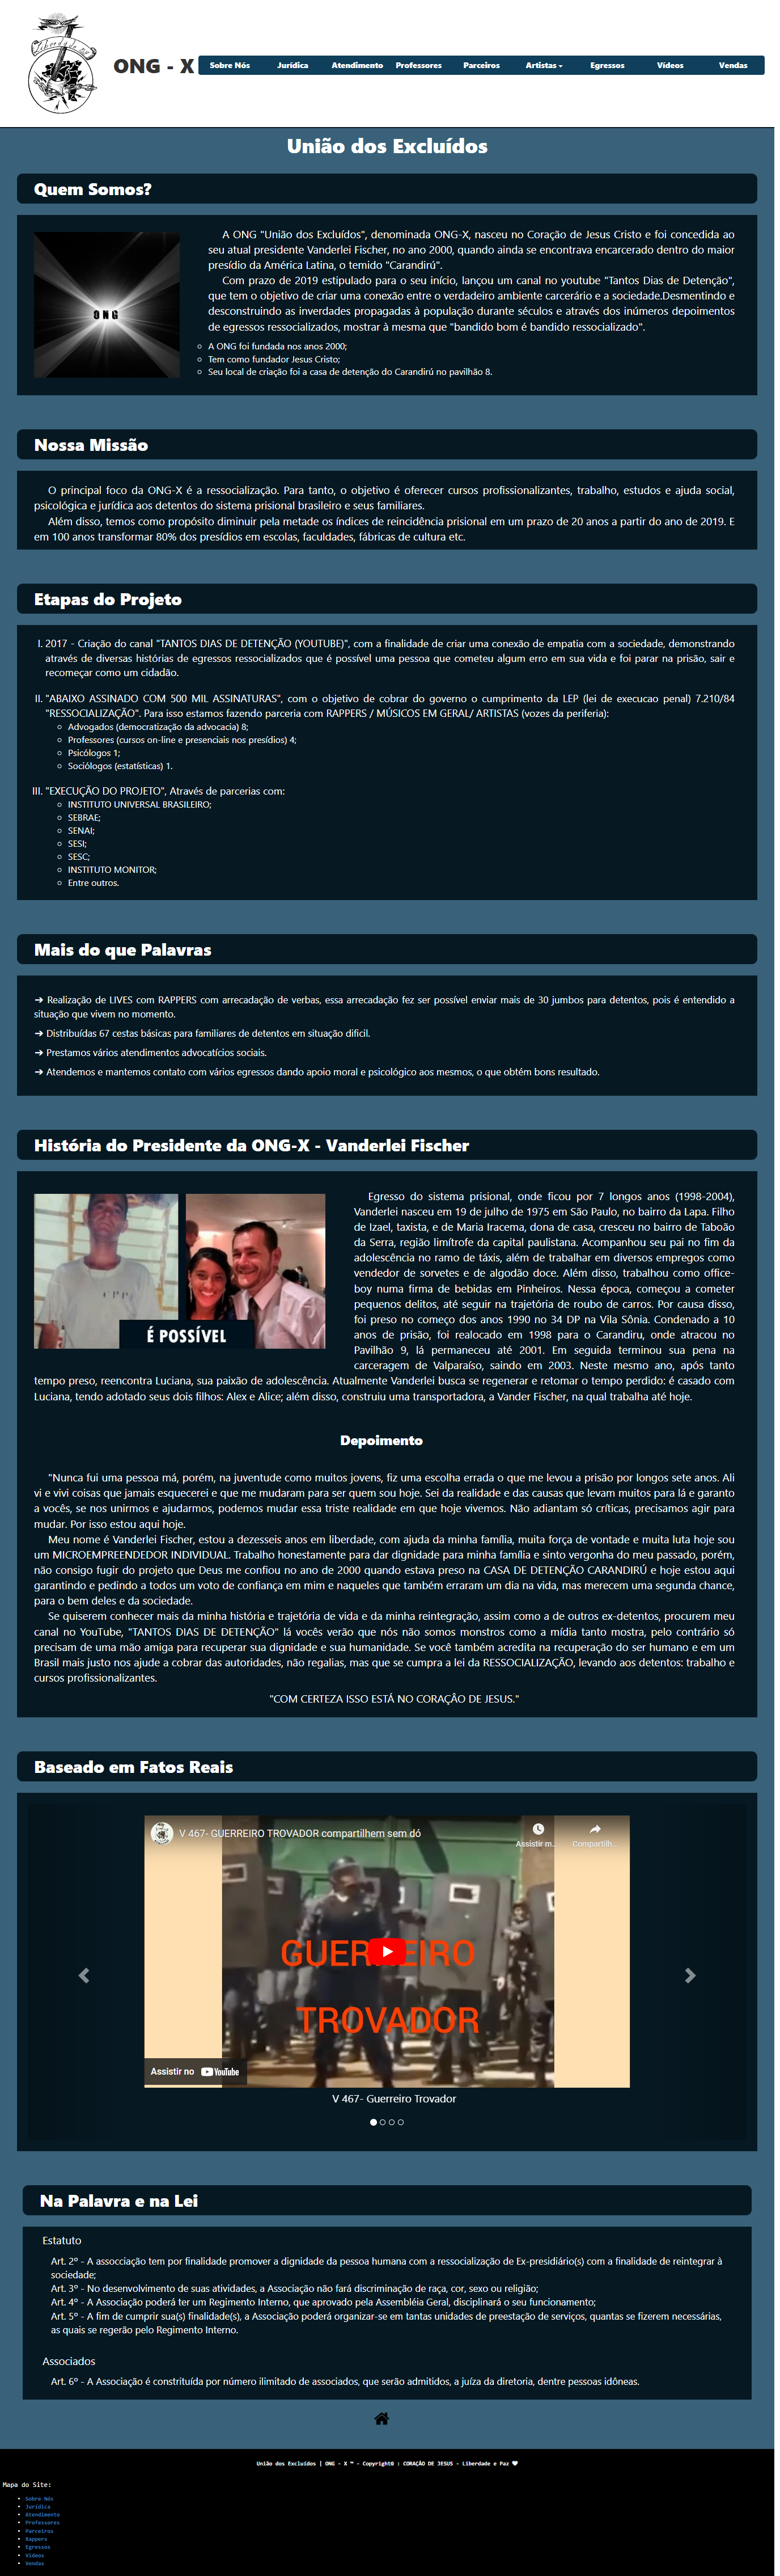 ONG - X
Sobre Nós Jurídica Atendimento Professores Parceiros Artistas Egressos Vídeos Vendas
União dos Excluídos
Quem Somos?
ONG
A ONG "União dos Excluídos", denominada ONG-X, nasceu no Coração de Jesus Cristo e foi concedida ao
seu atual presidente Vanderlei Fischer, no ano 2000, quando ainda se encontrava encarcerado dentro do maior
presídio da América Latina, o temido "Carandirú".
Com prazo de 2019 estipulado para o seu início, lançou um canal no youtube "Tantos Dias de Detenção",
que tem o objetivo de criar uma conexão entre o verdadeiro ambiente carcerário e a sociedade.Desmentindo e
desconstruindo as inverdades propagadas à população durante séculos e através dos inúmeros depoimentos
de egressos ressocializados, mostrar à mesma que "bandido bom é bandido ressocializado".
A ONG foi fundada nos anos 2000;
Tem como fundador Jesus Cristo;
Seu local de criação foi a casa de detenção do Carandirú no pavilhão 8.
Nossa Missão
O principal foco da ONG-X é a ressocialização. Para tanto, o objetivo é oferecer cursos profissionalizantes, trabalho, estudos e ajuda social,
psicológica e jurídica aos detentos do sistema prisional brasileiro e seus familiares.
Além disso, temos como propósito diminuir pela metade os índices de reincidência prisional em um prazo de 20 anos a partir do ano de 2019. E
em 100 anos transformar 80% dos presídios em escolas, faculdades, fábricas de cultura etc.
Etapas do Projeto
I. 2017 - Criação do canal "TANTOS DIAS DE DETENÇÃO (YOUTUBE)", com a finalidade de criar uma conexão de empatia com a sociedade, demonstrando
através de diversas histórias de egressos ressocializados que é possível uma pessoa que cometeu algum erro em sua vida e foi parar na prisão, sair e
recomeçar como um cidadão.
II. "ABAIXO ASSINADO COM 500 MIL ASSINATURAS", com o objetivo de cobrar do governo o cumprimento da LEP (lei de execucao penal) 7.210/84
"RESSOCIALIZAÇÃO". Para isso estamos fazendo parceria com RAPPERS / MÚSICOS EM GERAL/ ARTISTAS (vozes da periferia):
Advogados (democratização da advocacia) 8;
Professores (cursos on-line e presenciais nos presídios) 4;
Psicólogos 1;
Sociólogos (estatísticas) 1.
III. "EXECUÇÃO DO PROJETO", Através de parcerias com:
INSTITUTO UNIVERSAL BRASILEIRO;
SEBRAE;
SENAI;
SESI;
SESC;
INSTITUTO MONITOR;
Entre outros.
Mais do que Palavras
➔ Realização de LIVES com RAPPERS com arrecadação de verbas, essa arrecadação fez ser possível enviar mais de 30 jumbos para detentos, pois é entendido a
situação que vivem no momento.
➔ Distribuídas 67 cestas básicas para familiares de detentos em situação dificil.
➔ Prestamos vários atendimentos advocatícios sociais.
➔ Atendemos e mantemos contato com vários egressos dando apoio moral e psicológico aos mesmos, o que obtém bons resultado.
História do Presidente da ONG-X - Vanderlei Fischer
É POSSÍVEL
Egresso do sistema prisional, onde ficou por 7 longos anos (1998-2004),
Vanderlei nasceu em 19 de julho de 1975 em São Paulo, no bairro da Lapa. Filho
de Izael, taxista, e de Maria Iracema, dona de casa, cresceu no bairro de Taboão
da Serra, região limítrofe da capital paulistana. Acompanhou seu pai no fim da
adolescência no ramo de táxis, além de trabalhar em diversos empregos como
vendedor de sorvetes e de algodão doce. Além disso, trabalhou como office-
boy numa firma de bebidas em Pinheiros. Nessa época, começou a cometer
pequenos delitos, até seguir na trajetória de roubo de carros. Por causa disso,
foi preso no começo dos anos 1990 no 34 DP na Vila Sônia. Condenado a 10
anos de prisão, foi realocado em 1998 para o Carandiru, onde atracou no
Pavilhão 9, lá permaneceu até 2001. Em seguida terminou sua pena na
carceragem de Valparaíso, saindo em 2003. Neste mesmo ano, após tanto
tempo preso, reencontra Luciana, sua paixão de adolescência. Atualmente Vanderlei busca se regenerar e retomar o tempo perdido: é casado com
Luciana, tendo adotado seus dois filhos: Alex e Alice; além disso, construiu uma transportadora, a Vander Fischer, na qual trabalha até hoje.
Depoimento
"Nunca fui uma pessoa má, porém, na juventude como muitos jovens, fiz uma escolha errada o que me levou a prisão por longos sete anos. Ali
vi e vivi coisas que jamais esquecerei e que me mudaram para ser quem sou hoje. Sei da realidade e das causas que levam muitos para lá e garanto
a vocês, se nos unirmos e ajudarmos, podemos mudar essa triste realidade em que hoje vivemos. Não adiantam só críticas, precisamos agir para
mudar. Por isso estou aqui hoje.
Meu nome é Vanderlei Fischer, estou a dezesseis anos em liberdade, com ajuda da minha família, muita força de vontade e muita luta hoje sou
um MICROEMPREENDEDOR INDIVIDUAL. Trabalho honestamente para dar dignidade para minha família e sinto vergonha do meu passado, porém,
não consigo fugir do projeto que Deus me confiou no ano de 2000 quando estava preso na CASA DE DETENÇÃO CARANDIRÚ e hoje estou aqui
garantindo e pedindo a todos um voto de confiança em mim e naqueles que também erraram um dia na vida, mas merecem uma segunda chance,
para o bem deles e da sociedade.
Se quiserem conhecer mais da minha história e trajetória de vida e da minha reintegração, assim como a de outros ex-detentos, procurem meu
canal no YouTube, "TANTOS DIAS DE DETENÇÃO" lá vocês verão que nós não somos monstros como a mídia tanto mostra, pelo contrário só
precisam de uma mão amiga para recuperar sua dignidade e sua humanidade. Se você também acredita na recuperação do ser humano e em um
Brasil mais justo nos ajude a cobrar das autoridades, não regalias, mas que se cumpra a lei da RESSOCIALIZAÇÃO, levando aos detentos: trabalho e
cursos profissionalizantes.
"COM CERTEZA ISSO ESTÁ NO CORAÇÂO DE JESUS."
Baseado em Fatos Reais
V 467- GUERREIRO TROVADOR compartilhem sem dó
Assistir m... Compartilh...
GUERREIRO
TROVADOR
Assistir no YouTube
V 467- Guerreiro Trovador
Na Palavra e na Lei
Estatuto
Art. 2º - A assocciação tem por finalidade promover a dignidade da pessoa humana com a ressocialização de Ex-presidiário(s) com a finalidade de reintegrar à
sociedade;
Art. 3º - No desenvolvimento de suas atividades, a Associação não fará discriminação de raça, cor, sexo ou religião;
Art. 4º - A Associação poderá ter um Regimento Interno, que aprovado pela Assembléia Geral, disciplinará o seu funcionamento;
Art. 5º - A fim de cumprir sua(s) finalidade(s), a Associação poderá organizar-se em tantas unidades de preestação de serviços, quantas se fizerem necessárias,
as quais se regerão pelo Regimento Interno.
Associados
Art. 6º - A Associação é constrituída por número ilimitado de associados, que serão admitidos, a juíza da diretoria, dentre pessoas idôneas.
União dos Excluídos | ONG - X ™ - Copyright© : CORAÇÃO DE JESUS - Liberdade e Paz
Mapa do Site:
Sobre Nós
Jurídica
Atendimento
Professores
Parceiros
Rappers
Egressos
Vídeos
Vendas